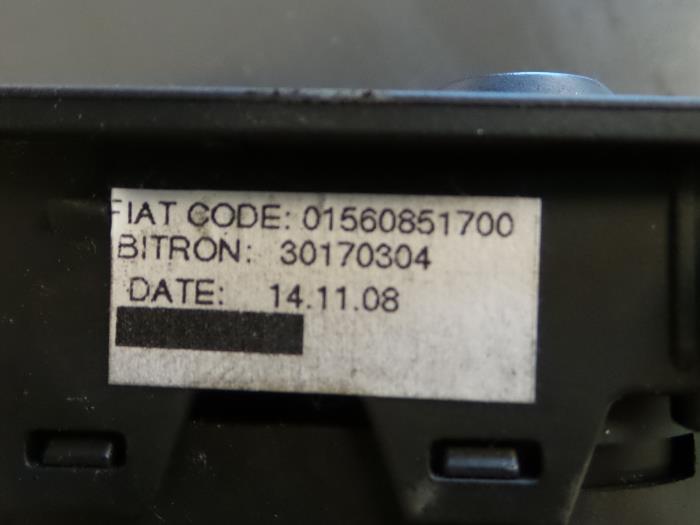 FIAT CODE: 01560851700
BITRON: 30170304
DATE: 14.11.08